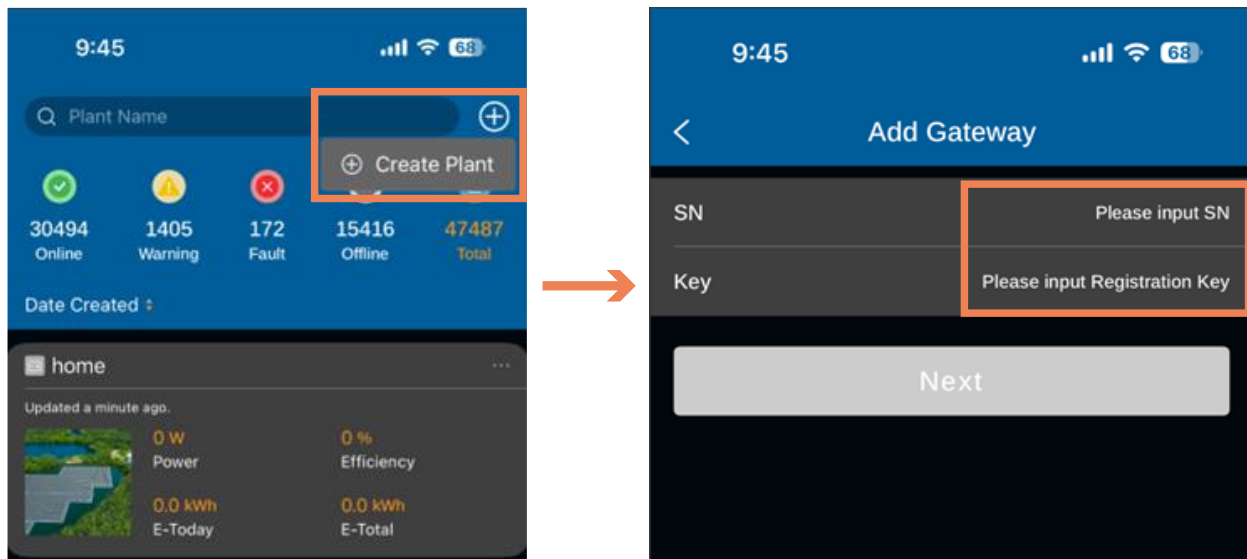 9:45
68
Plant Name
Create Plant
30494 1405 172 15416 47487
Online Warning Fault Offline Total
Date Created
home
Updated a minute ago.
0 W 0 %
Power Efficiency
0.0 kWh 0.0 kWh
E-Today E-Total
9:45
68
Add Gateway
SN Please input SN
Key Please input Registration Key
Next